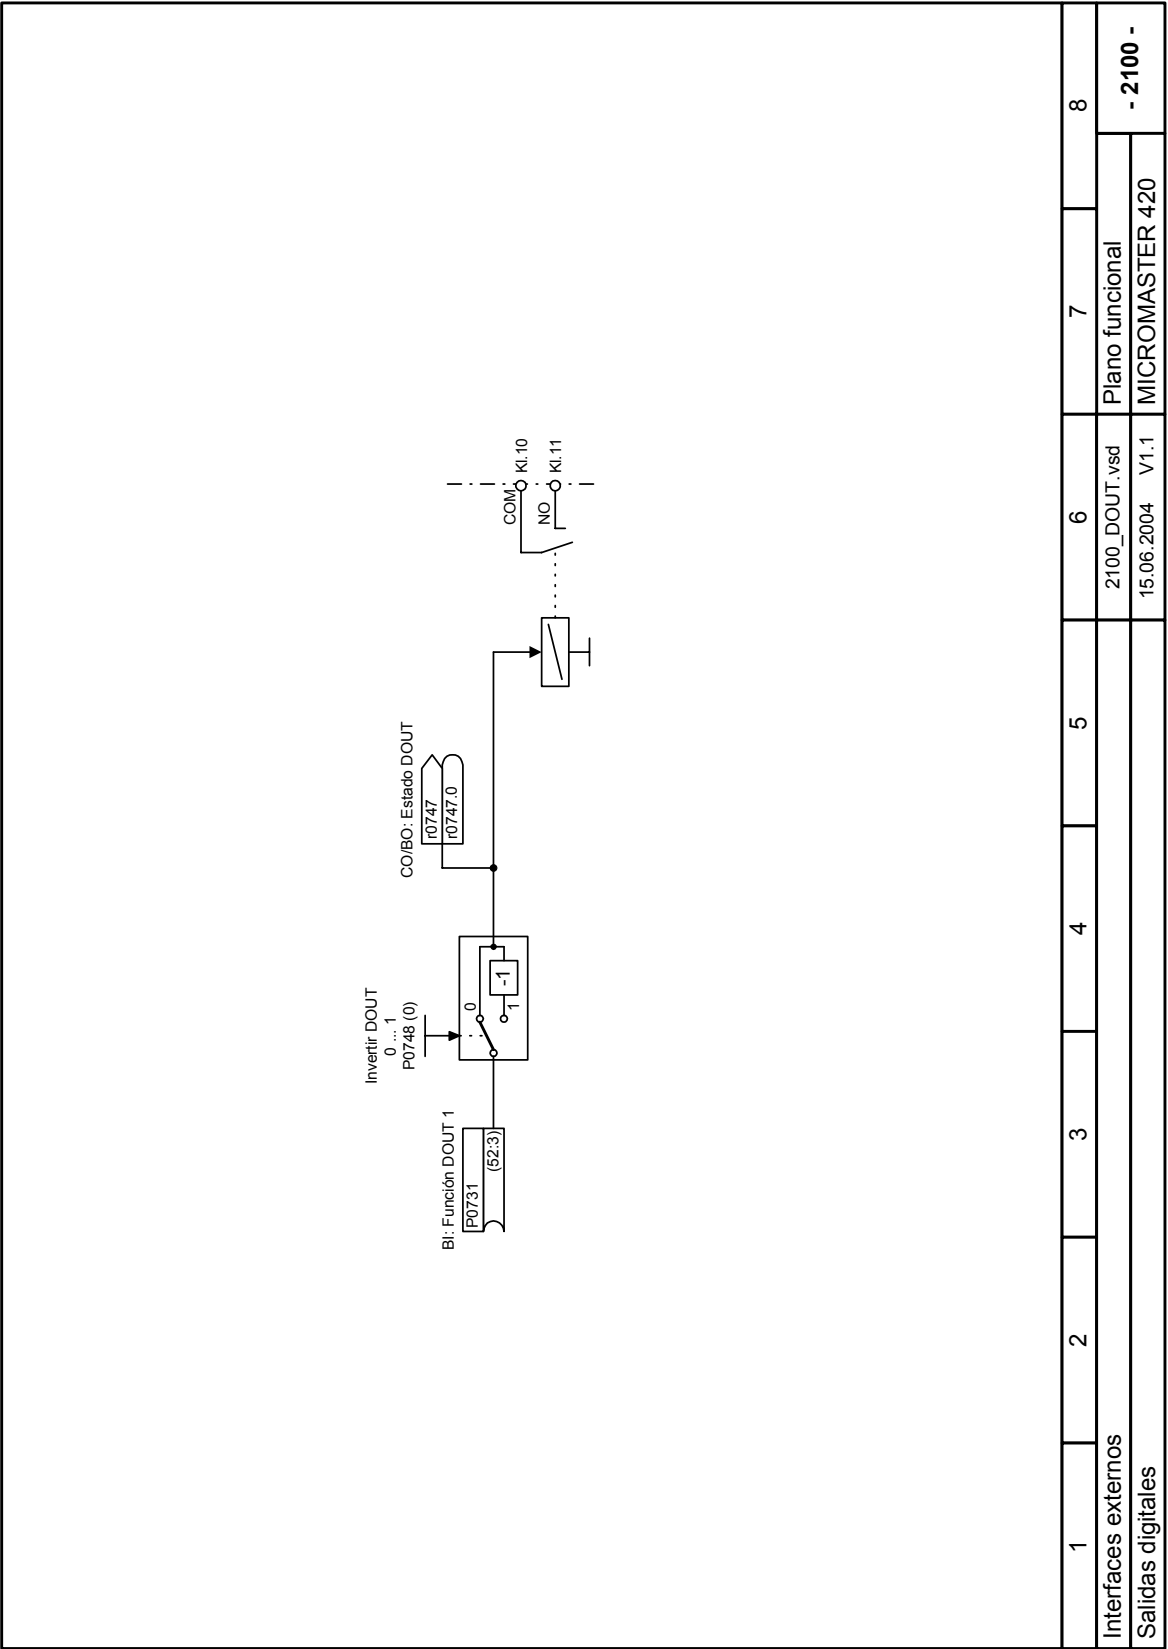 BI: Función DOUT 1
P0731
(52:3)
Invertir DOUT
0 ... 1
P0748 (0)
0
1
-1
CO/BO: Estado DOUT
r0747
r0747.0
COM
Kl.10
NO
Kl.11
1
2
3
4
5
6
7
8
Interfaces externos
2100_DOUT.vsd
Plano funcional
- 2100 -
Salidas digitales
15.06.2004 V1.1
MICROMASTER 420